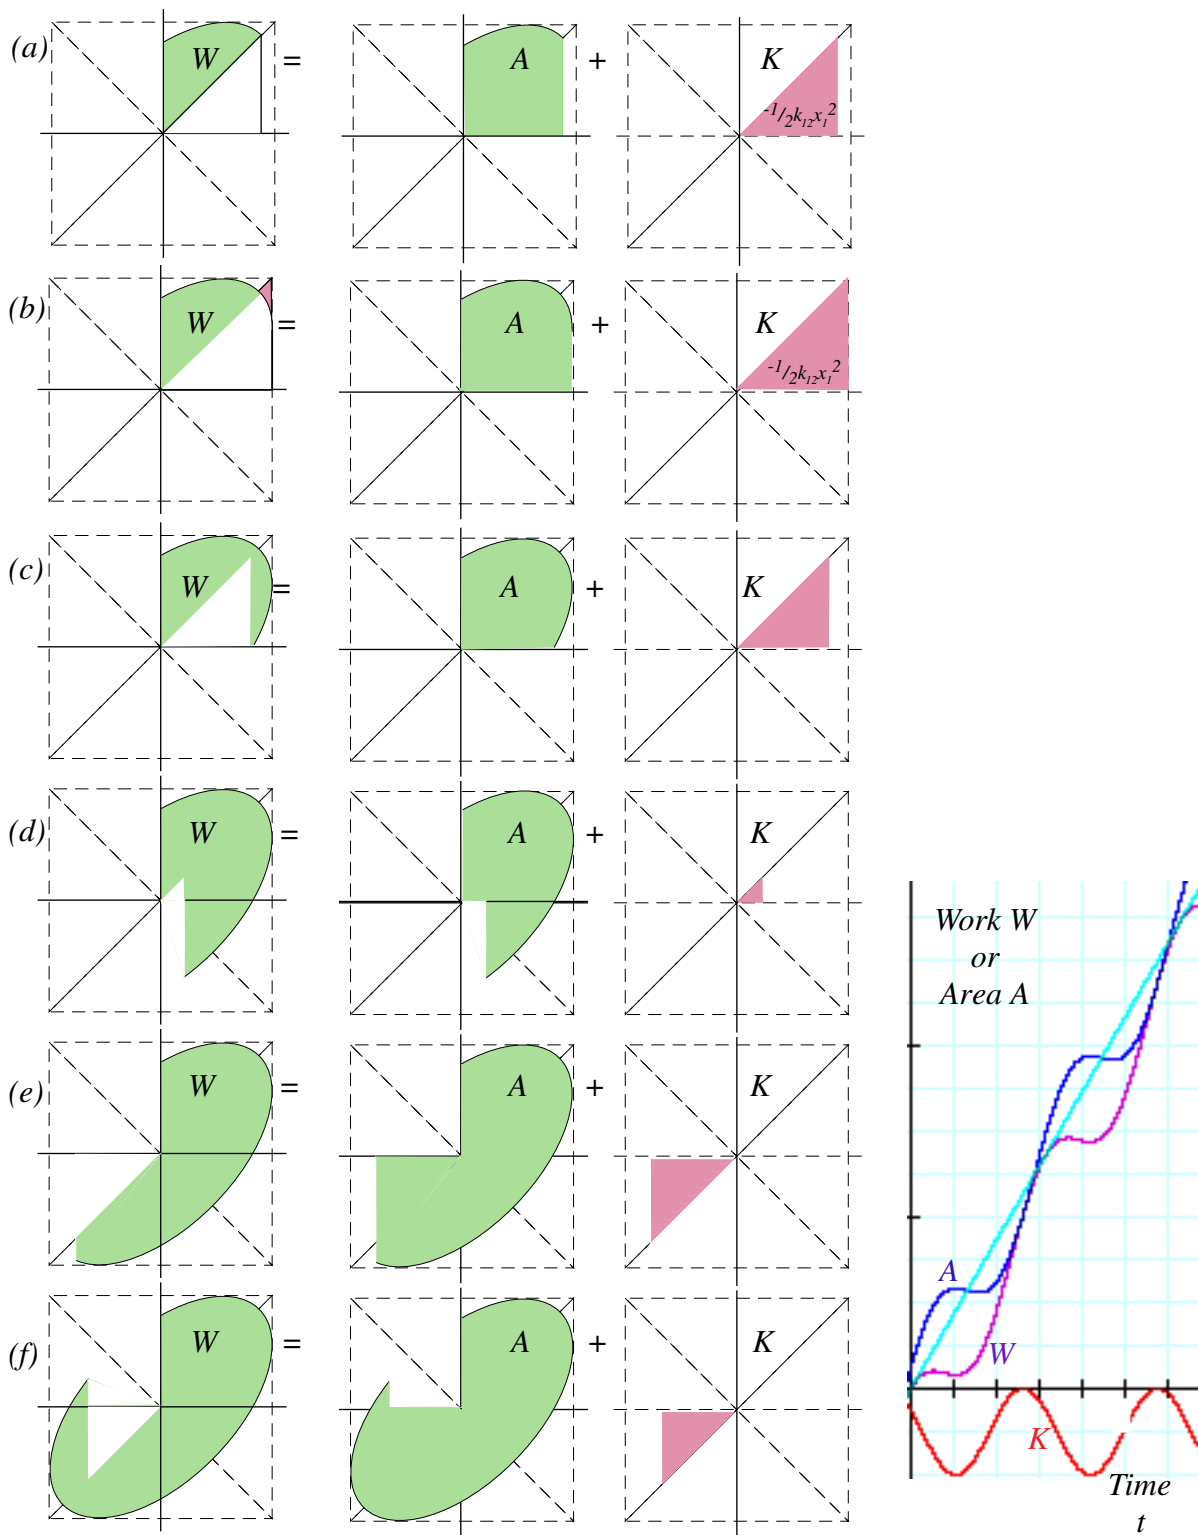 (a) W = A + K
-1/2k12x1^2
(b) W = A + K
-1/2k12x1^2
(c) W = A + K
(d) W = A + K
(e) W = A + K
(f) W = A + K
Work W
or
Area A
A
W
K
Time
t